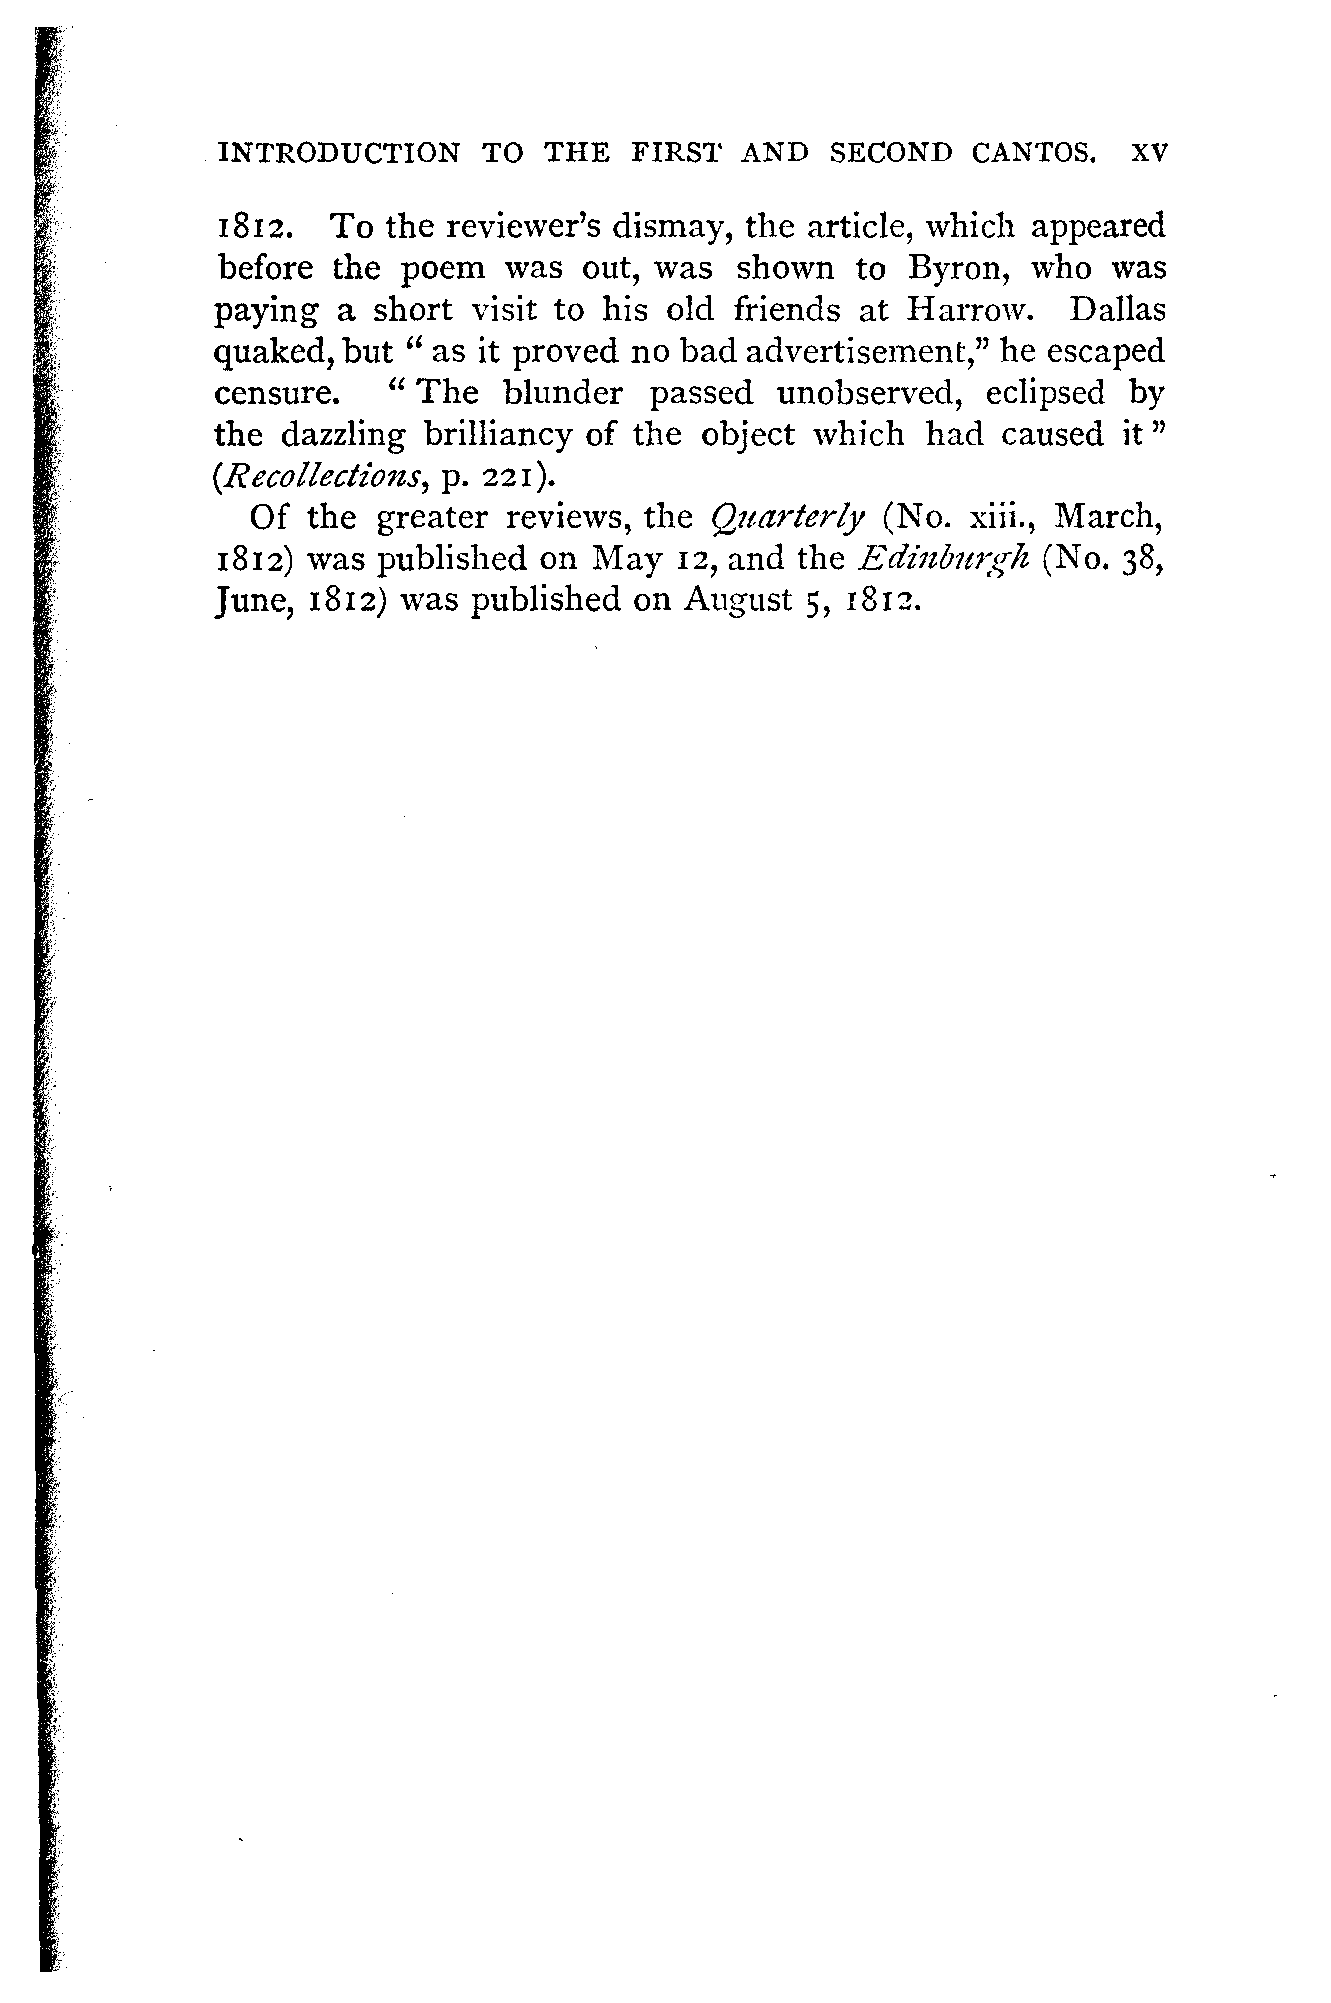 INTRODUCTION TO THE FIRST AND SECOND CANTOS. XV
1812. To the reviewer's dismay, the article, which appeared
before the poem was out, was shown to Byron, who was
paying a short visit to his old friends at Harrow. Dallas
quaked, but " as it proved no bad advertisement," he escaped
censure. " The blunder passed unobserved, eclipsed by
the dazzling brilliancy of the object which had caused it "
(Recollections, p. 221).
Of the greater reviews, the Quarterly (No. xiii., March,
1812) was published on May 12, and the Edinburgh (No. 38,
June, 1812) was published on August 5, 1812.